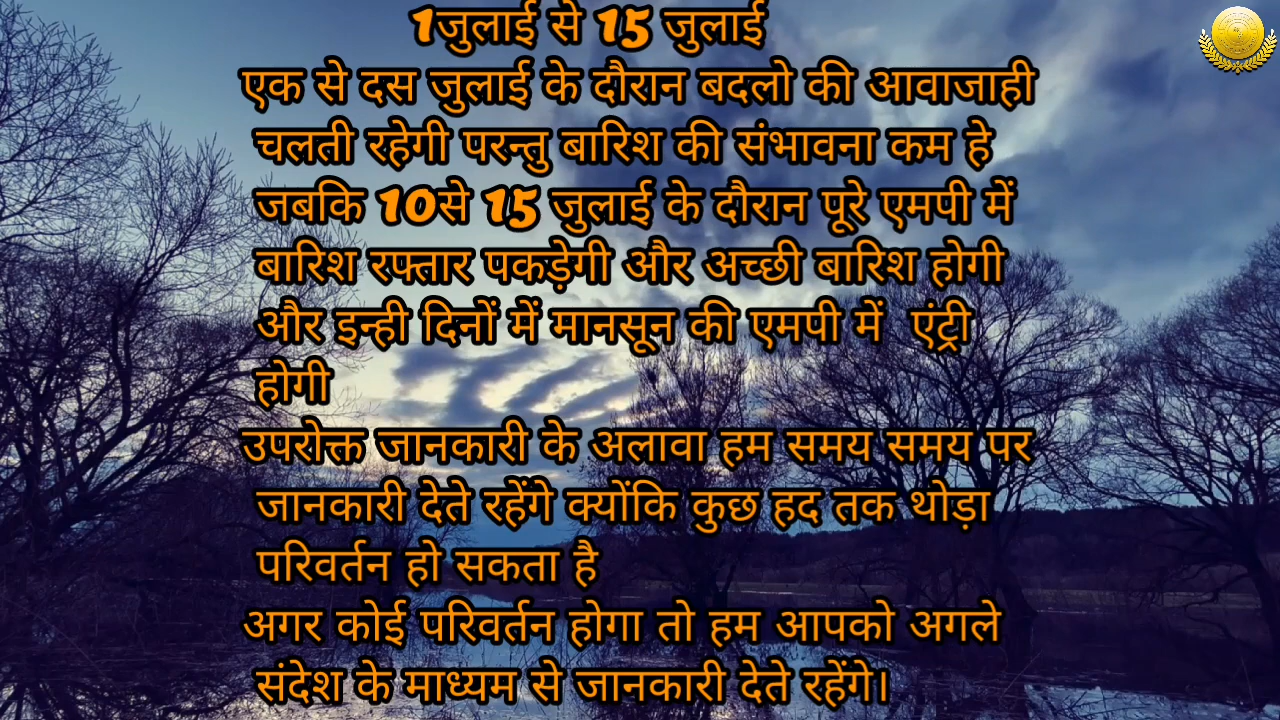 1जुलाई से 15 जुलाई
एक से दस जुलाई के दौरान बदलो की आवाजाही
चलती रहेगी परन्तु बारिश की संभावना कम हे
जबकि 10से 15 जुलाई के दौरान पूरे एमपी में
बारिश रफ्तार पकड़ेगी और अच्छी बारिश होगी
और इन्ही दिनों में मानसून की एमपी में एंट्री
होगी
उपरोक्त जानकारी के अलावा हम समय समय पर
जानकारी देते रहेंगे क्योंकि कुछ हद तक थोड़ा
परिवर्तन हो सकता है
अगर कोई परिवर्तन होगा तो हम आपको अगले
संदेश के माध्यम से जानकारी देते रहेंगे।